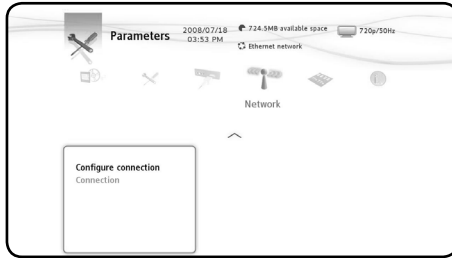 Parameters
2008/07/18
03:53 PM
724.5MB available space
Ethernet network
720p/50Hz
Network
Configure connection
Connection